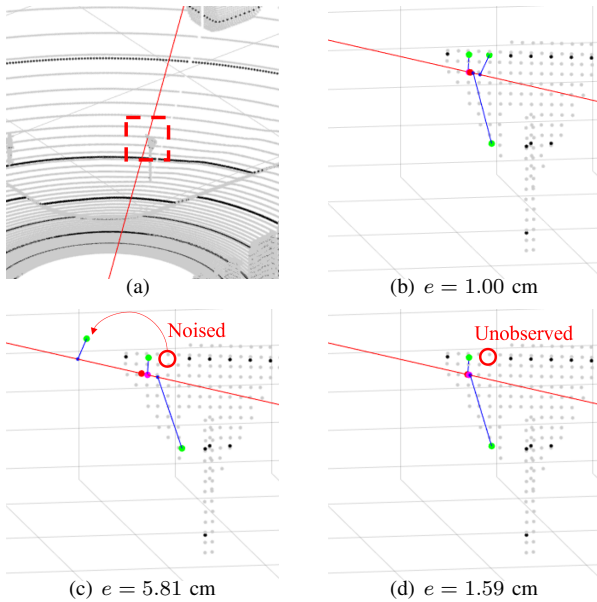 (a)
(b) e = 1.00 cm
Noised
Unobserved
(c) e = 5.81 cm
(d) e = 1.59 cm